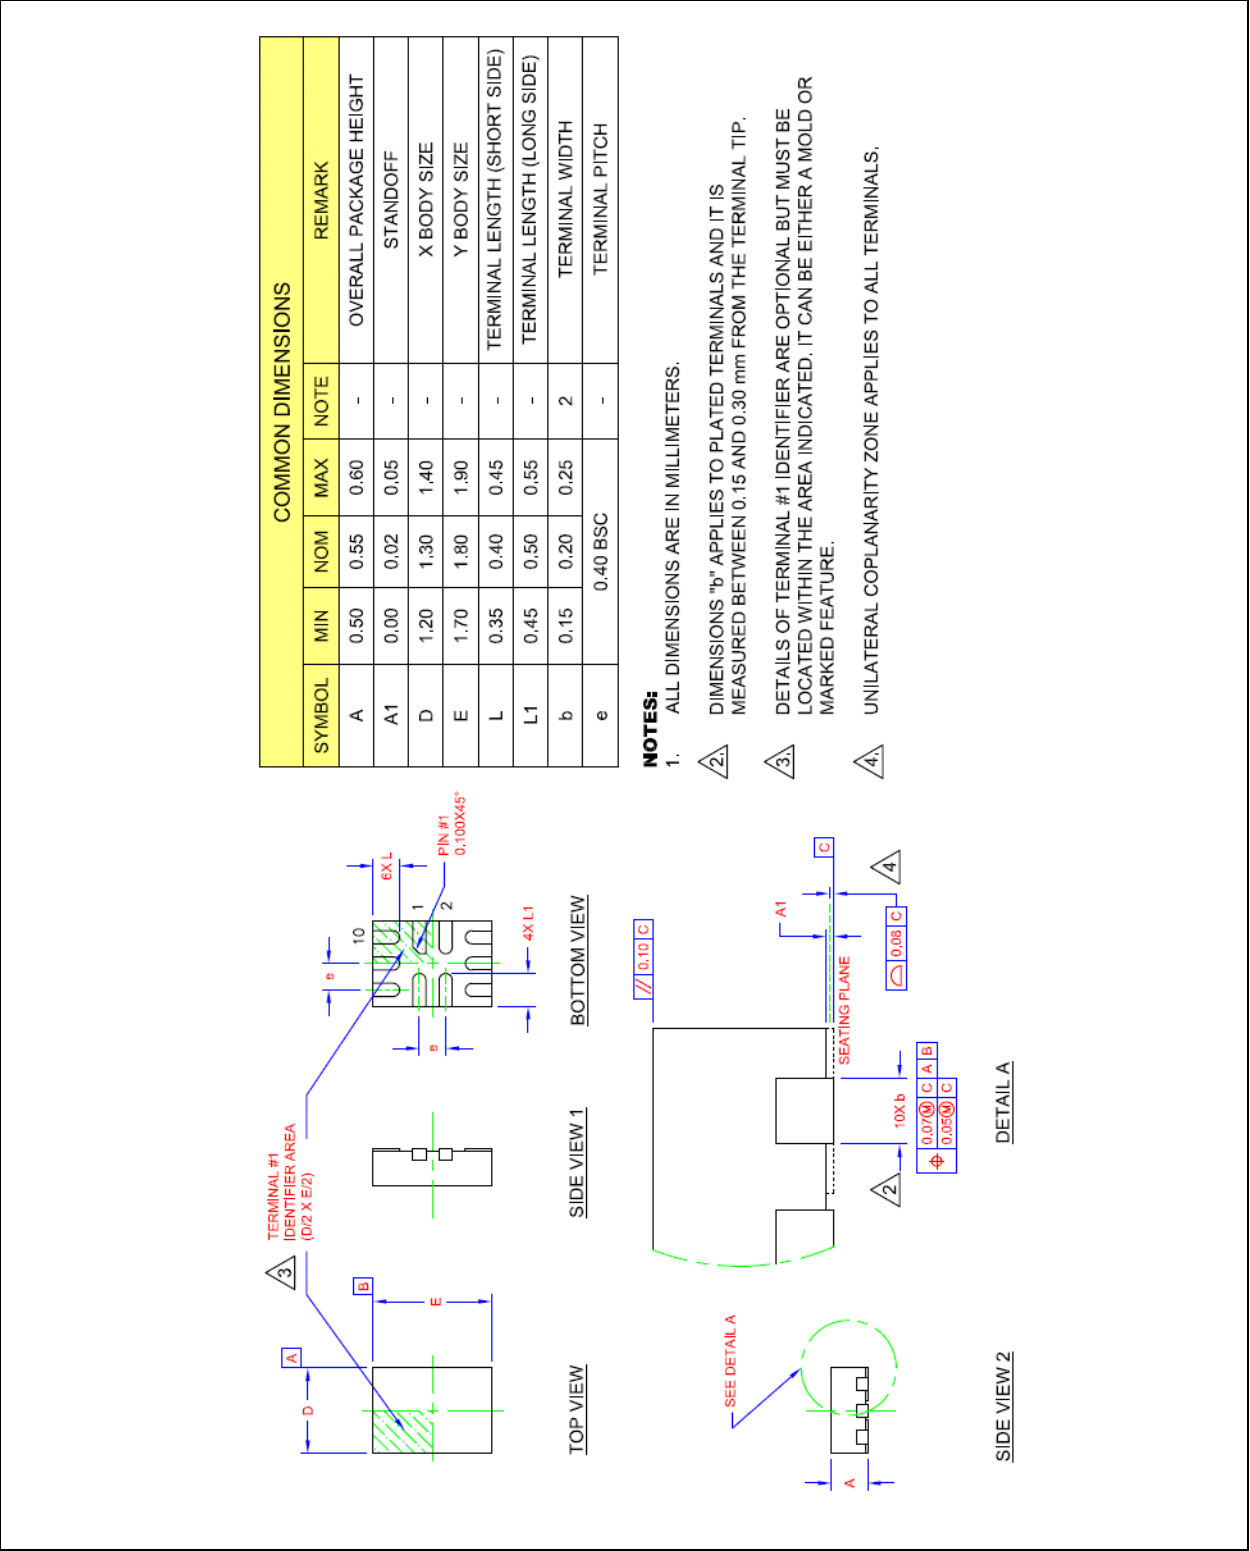 TERMINAL #1
IDENTIFIER AREA
(D/2 X E/2)
3
A
D
B
E
TOP VIEW
SIDE VIEW 1
e
10
6X L
1
2
PIN #1
0.100X45°
e
4X L1
BOTTOM VIEW
SEE DETAIL A
A
SIDE VIEW 2
// 0.10 C
A1
C
SEATING PLANE
2
10X b
0.07Ⓜ C A B
0.05Ⓜ C
0.08 C
4
DETAIL A
COMMON DIMENSIONS
SYMBOL MIN NOM MAX NOTE REMARK
A 0.50 0.55 0.60 - OVERALL PACKAGE HEIGHT
A1 0.00 0.02 0.05 - STANDOFF
D 1.20 1.30 1.40 - X BODY SIZE
E 1.70 1.80 1.90 - Y BODY SIZE
L 0.35 0.40 0.45 - TERMINAL LENGTH (SHORT SIDE)
L1 0.45 0.50 0.55 - TERMINAL LENGTH (LONG SIDE)
b 0.15 0.20 0.25 2 TERMINAL WIDTH
e 0.40 BSC - TERMINAL PITCH
NOTES:
1. ALL DIMENSIONS ARE IN MILLIMETERS.
2. DIMENSIONS "b" APPLIES TO PLATED TERMINALS AND IT IS
MEASURED BETWEEN 0.15 AND 0.30 mm FROM THE TERMINAL TIP.
3. DETAILS OF TERMINAL #1 IDENTIFIER ARE OPTIONAL BUT MUST BE
LOCATED WITHIN THE AREA INDICATED. IT CAN BE EITHER A MOLD OR
MARKED FEATURE.
4. UNILATERAL COPLANARITY ZONE APPLIES TO ALL TERMINALS.